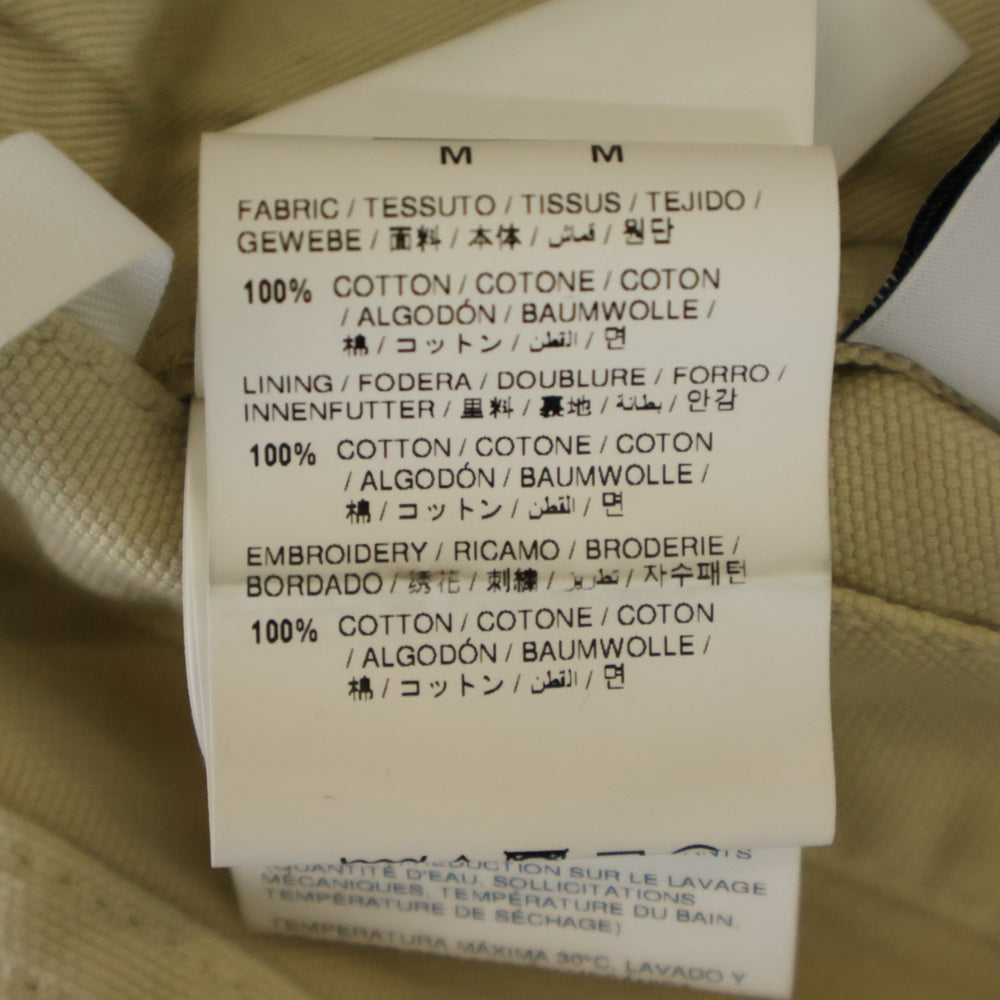 M M
FABRIC / TESSUTO / TISSUS / TEJIDO /
GEWEBE / 面料 / 本体 / قماش / 원단
100% COTTON / COTONE / COTON
/ ALGODÓN / BAUMWOLLE /
棉 / コットン / القطن / 면
LINING / FODERA / DOUBLURE / FORRO /
INNENFUTTER / 里料 / 裏地 / بطانة / 안감
100% COTTON / COTONE / COTON
/ ALGODÓN / BAUMWOLLE /
棉 / コットン / القطن / 면
EMBROIDERY / RICAMO / BRODERIE /
BORDADO / 绣花 / 刺繍 / تطريز / 자수패턴
100% COTTON / COTONE / COTON
/ ALGODÓN / BAUMWOLLE /
棉 / コットン / القطن / 면
SUR LE LAVAGE
(QUANTITÉ D'EAU, SOLLICITATIONS
MÉCANIQUES, TEMPÉRATURE DU BAIN,
TEMPÉRATURE DE SÉCHAGE)
TEMPERATURA MÁXIMA 30°C, LAVADO Y